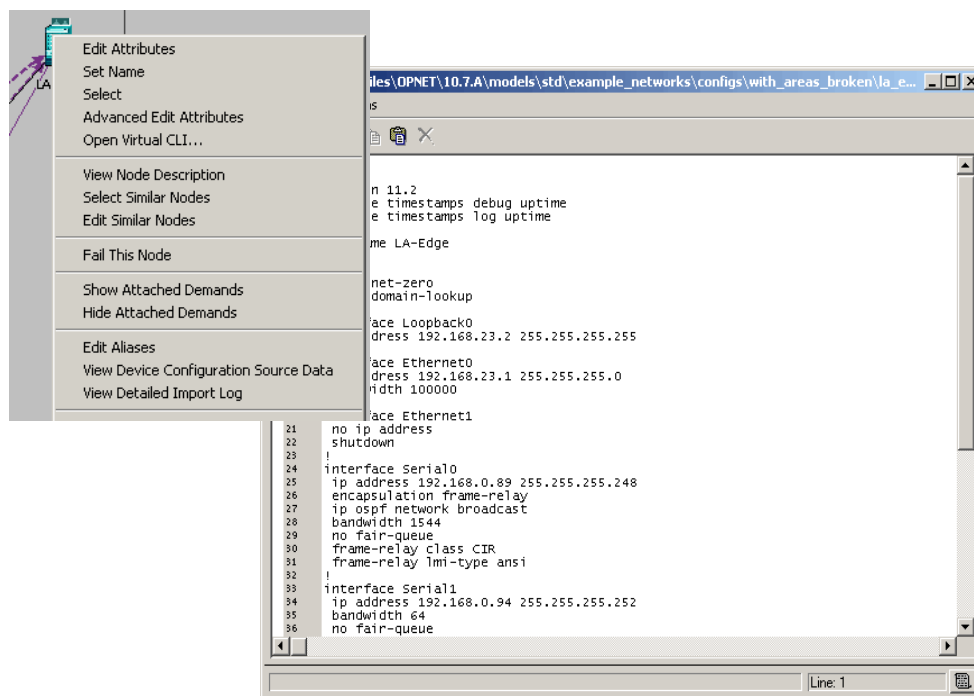 LA
Edit Attributes
Set Name
Select
Advanced Edit Attributes
Open Virtual CLI...
View Node Description
Select Similar Nodes
Edit Similar Nodes
Fail This Node
Show Attached Demands
Hide Attached Demands
Edit Aliases
View Device Configuration Source Data
View Detailed Import Log
iles\OPNET\10.7.A\models\std\example_networks\configs\with_areas_broken\la_e...
s
n 11.2
e timestamps debug uptime
e timestamps log uptime
me LA-Edge
net-zero
domain-lookup
face Loopback0
dress 192.168.23.2 255.255.255.255
face Ethernet0
dress 192.168.23.1 255.255.255.0
idth 100000
face Ethernet1
21 no ip address
22 shutdown
23 !
24 interface Serial0
25 ip address 192.168.0.89 255.255.255.248
26 encapsulation frame-relay
27 ip ospf network broadcast
28 bandwidth 1544
29 no fair-queue
30 frame-relay class CIR
31 frame-relay lmi-type ansi
32 !
33 interface Serial1
34 ip address 192.168.0.94 255.255.255.252
35 bandwidth 64
36 no fair-queue
Line: 1